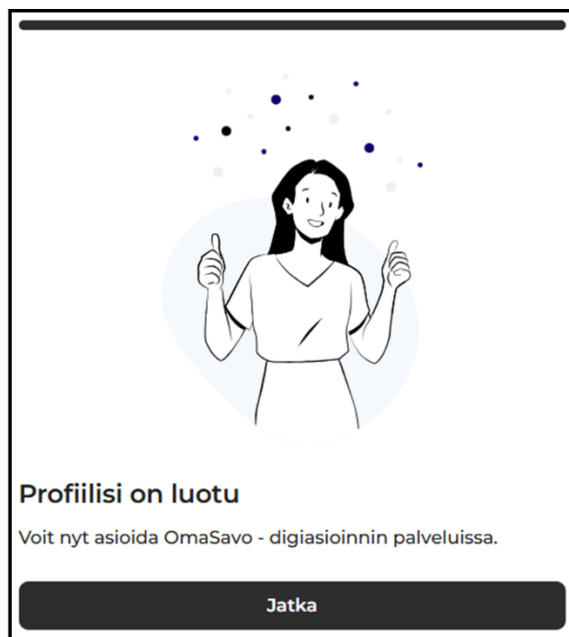 Profiilisi on luotu
Voit nyt asioida OmaSavo - digiasioinnin palveluissa.
Jatka